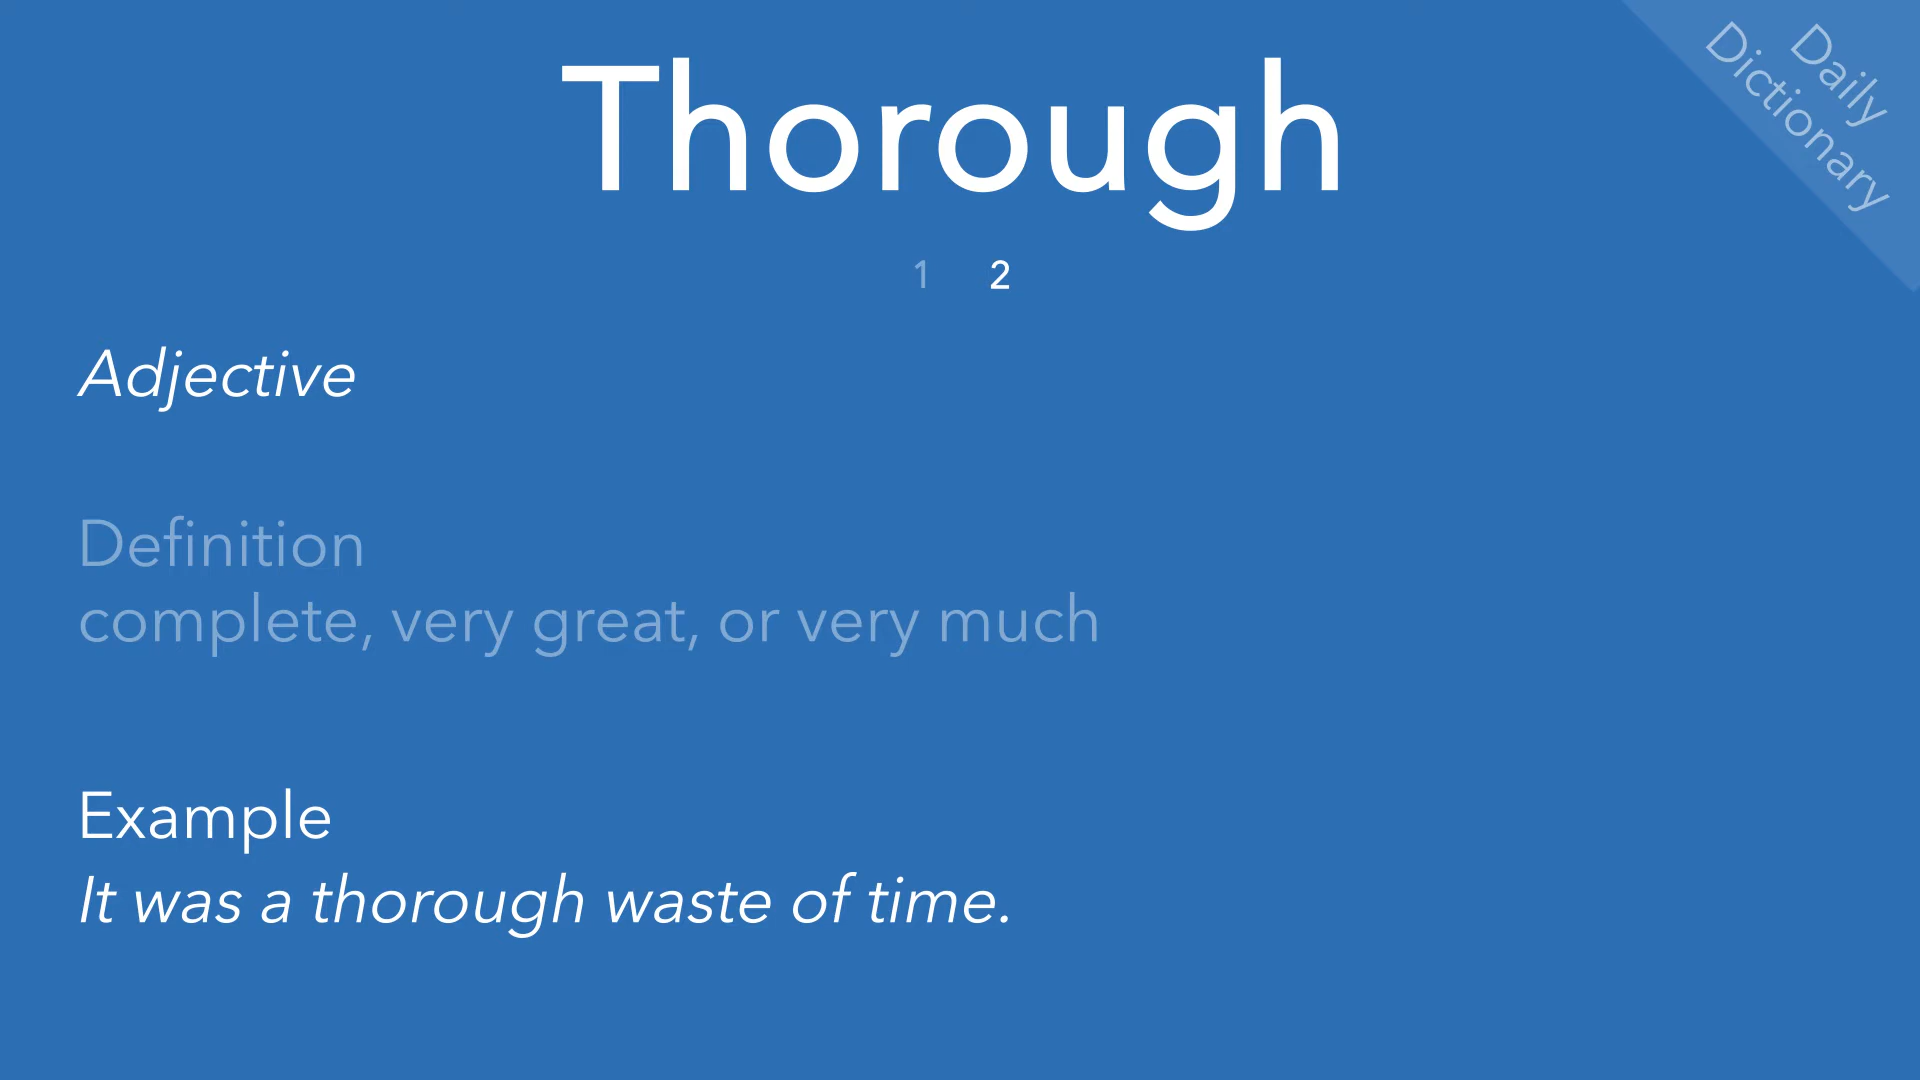 Thorough
Daily
Dictionary
1 2
Adjective
Definition
complete, very great, or very much
Example
It was a thorough waste of time.